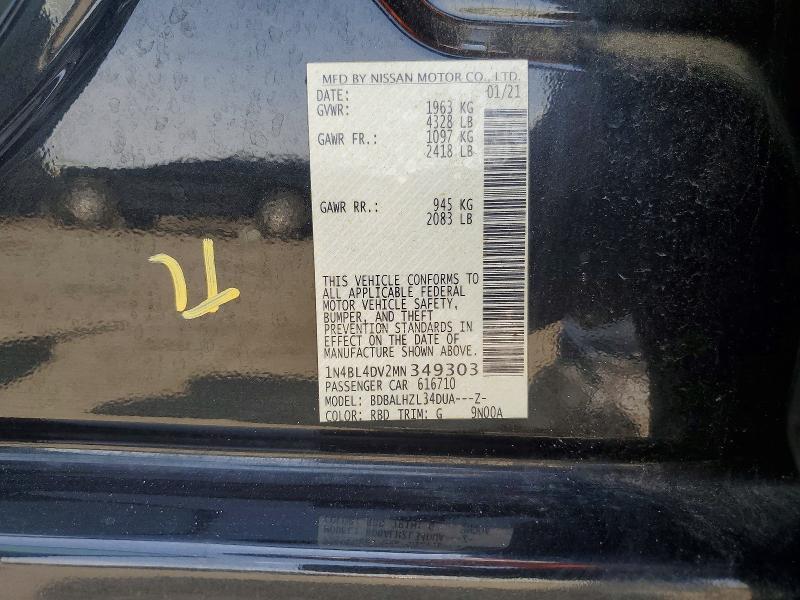 MFD BY NISSAN MOTOR CO., LTD.
DATE: 01/21
GVWR: 1963 KG
4328 LB
GAWR FR.: 1097 KG
2418 LB
GAWR RR.: 945 KG
2083 LB
THIS VEHICLE CONFORMS TO
ALL APPLICABLE FEDERAL
MOTOR VEHICLE SAFETY,
BUMPER, AND THEFT
PREVENTION STANDARDS IN
EFFECT ON THE DATE OF
MANUFACTURE SHOWN ABOVE.
1N4BL4DV2MN349303
PASSENGER CAR 616710
MODEL: BDBALHZL34DUA---Z-
COLOR: RBD TRIM: G 9N00A